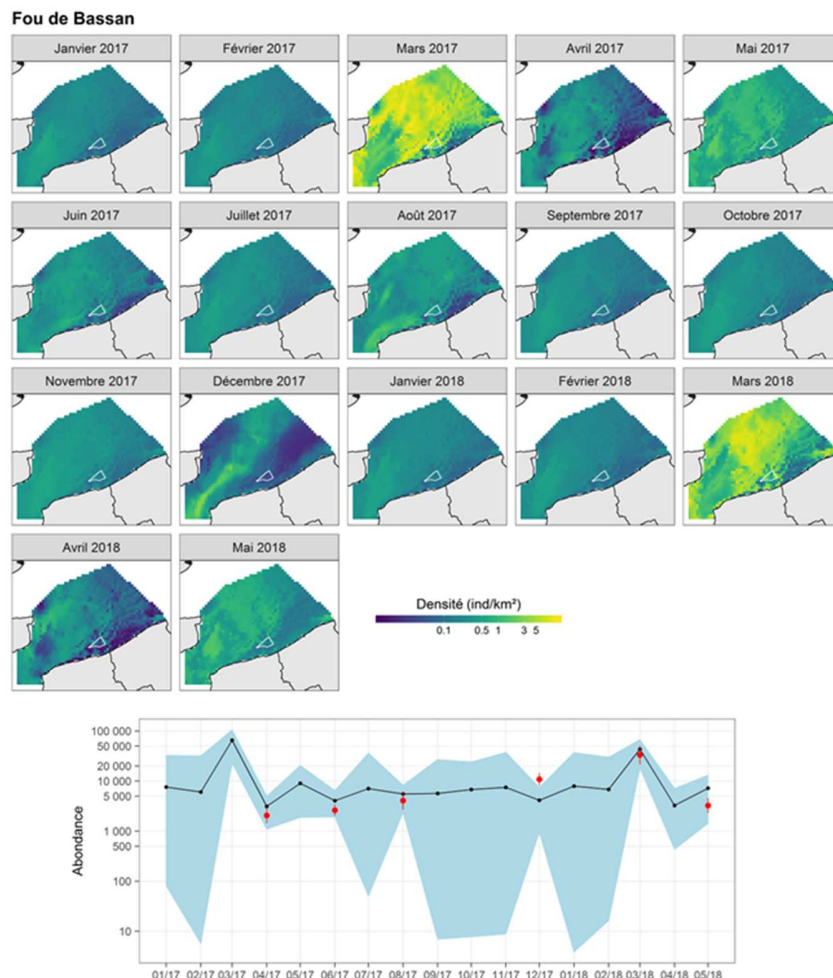 Fou de Bassan
Janvier 2017 Février 2017 Mars 2017 Avril 2017 Mai 2017
Juin 2017 Juillet 2017 Août 2017 Septembre 2017 Octobre 2017
Novembre 2017 Décembre 2017 Janvier 2018 Février 2018 Mars 2018
Avril 2018 Mai 2018
Densité (ind/km²)
0.1 0.5 1 3 5
100 000
50 000
20 000
10 000
5 000
1 000
500
100
10
Abondance
01/17 02/17 03/17 04/17 05/17 06/17 07/17 08/17 09/17 10/17 11/17 12/17 01/18 02/18 03/18 04/18 05/18